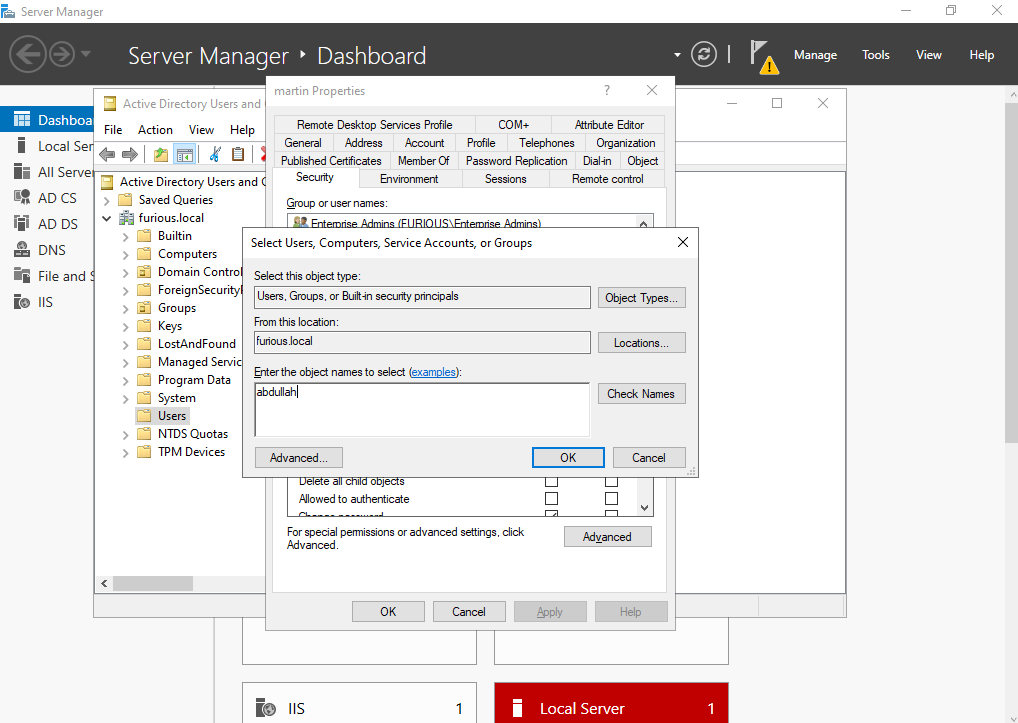 Server Manager
Server Manager ‣ Dashboard
Manage Tools View Help
Dashboa
Local Ser
All Server
AD CS
AD DS
DNS
File and S
IIS
Active Directory Users and C
File Action View Help
Active Directory Users and C
Saved Queries
furious.local
Builtin
Computers
Domain Control
ForeignSecurityP
Groups
Keys
LostAndFound
Managed Servic
Program Data
System
Users
NTDS Quotas
TPM Devices
martin Properties
?
Remote Desktop Services Profile COM+ Attribute Editor
General Address Account Profile Telephones Organization
Published Certificates Member Of Password Replication Dial-in Object
Security Environment Sessions Remote control
Group or user names:
Enterprise Admins (FURIOUS\Enterprise Admins)
Select Users, Computers, Service Accounts, or Groups
Select this object type:
Users, Groups, or Built-in security principals
Object Types...
From this location:
furious.local
Locations...
Enter the object names to select (examples):
abdullah
Check Names
Advanced... OK Cancel
Delete all child objects
Allowed to authenticate
Change password
For special permissions or advanced settings, click
Advanced.
Advanced
OK Cancel Apply Help
IIS 1
Local Server 1